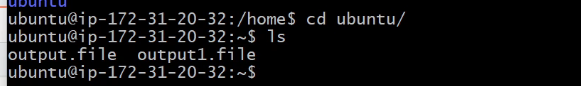 ubuntu
ubuntu@ip-172-31-20-32:/home$ cd ubuntu/
ubuntu@ip-172-31-20-32:~$ ls
output.file  output1.file
ubuntu@ip-172-31-20-32:~$